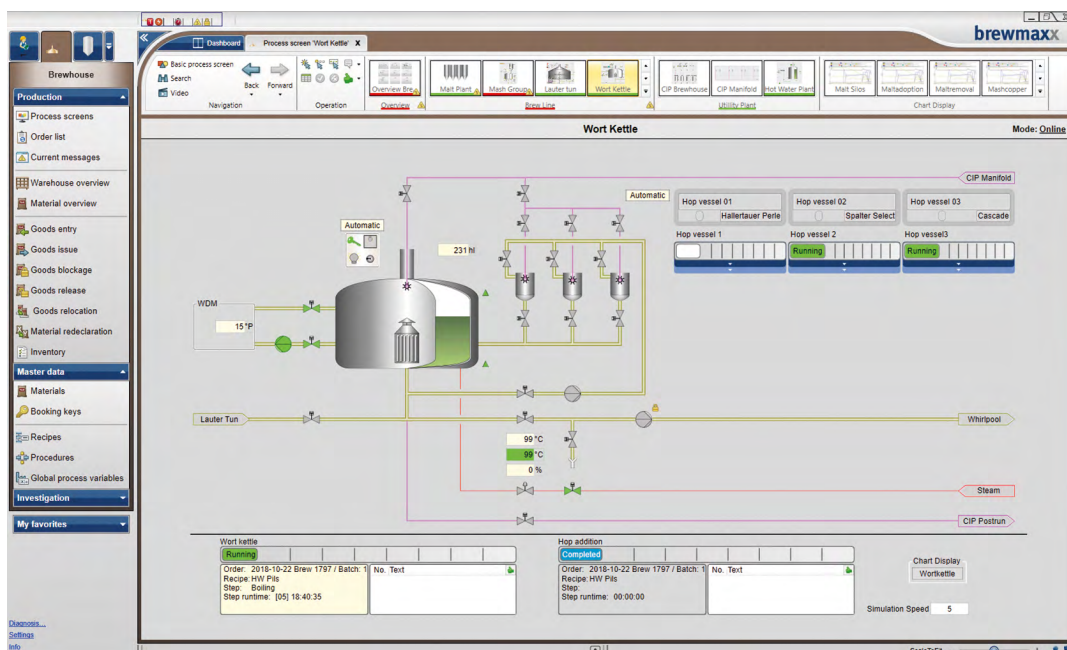 brewmaxx
Dashboard
Process screen 'Wort Kettle' X
Brewhouse
Production
Process screens
Order list
Current messages
Warehouse overview
Material overview
Goods entry
Goods issue
Goods blockage
Goods release
Goods relocation
Material redeclaration
Inventory
Master data
Materials
Booking keys
Recipes
Procedures
Global process variables
Investigation
My favorites
Diagnosis...
Settings
Info
Basic process screen
Search
Video
Back
Forward
Navigation
Operation
Overview Bre
Overview
Malt Plant
Mash Group
Lauter tun
Wort Kettle
Brew Line
CIP Brewhouse
CIP Manifold
Hot Water Plant
Utility Plant
Malt Silos
Maltadoption
Maltremoval
Mashcopper
Chart Display
Wort Kettle
Mode: Online
CIP Manifold
Automatic
Automatic
231 hl
Hop vessel 01
Hallertauer Perle
Hop vessel 02
Spalter Select
Hop vessel 03
Cascade
Hop vessel 1
Hop vessel 2
Running
Hop vessel3
Running
WDM
15 °P
Lauter Tun
Whirlpool
99 °C
99 °C
0 %
Steam
CIP Postrun
Wort kettle
Running
Order: 2018-10-22 Brew 1797 / Batch: 1
Recipe: HW Pils
Step: Boiling
Step runtime: [05] 18:40:35
No. Text
Hop addition
Completed
Order: 2018-10-22 Brew 1797 / Batch: 1
Recipe: HW Pils
Step:
Step runtime: 00:00:00
No. Text
Chart Display
Wortkettle
Simulation Speed 5